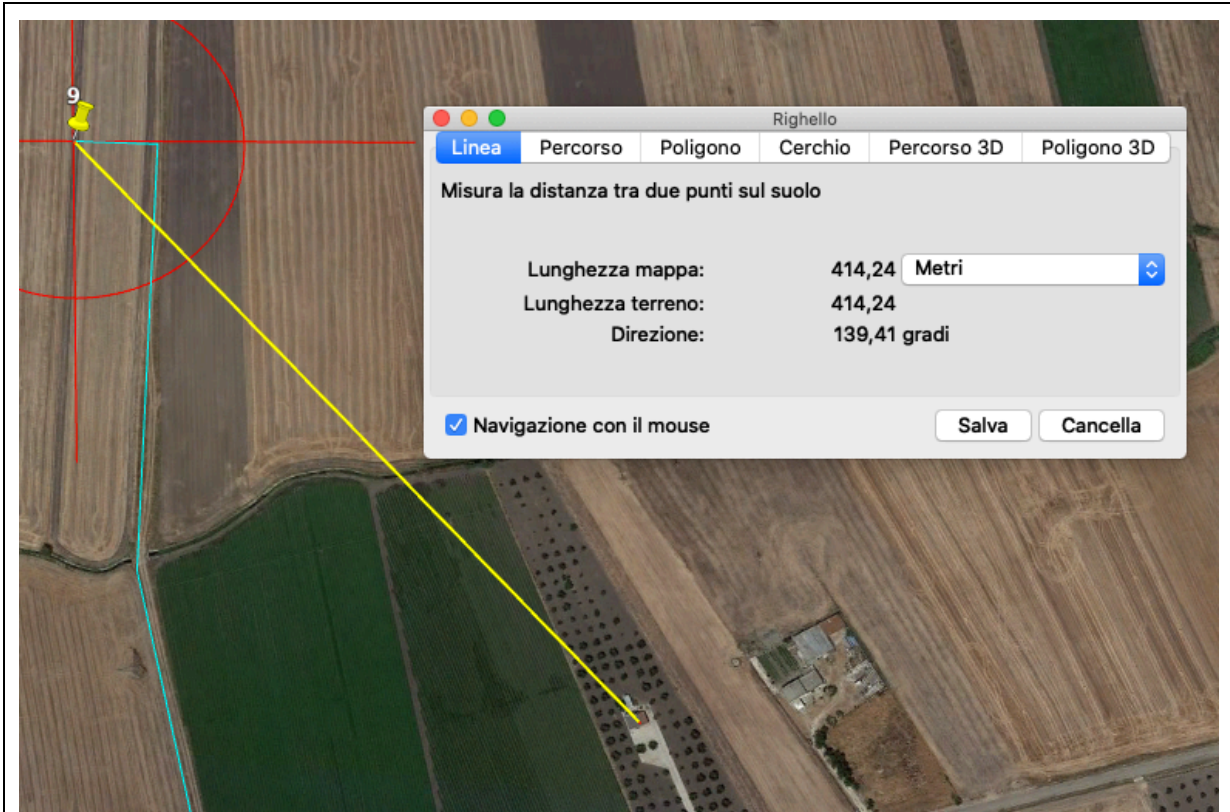 9
Righello
Linea Percorso Poligono Cerchio Percorso 3D Poligono 3D
Misura la distanza tra due punti sul suolo
Lunghezza mappa: 414,24 Metri
Lunghezza terreno: 414,24
Direzione: 139,41 gradi
Navigazione con il mouse Salva Cancella